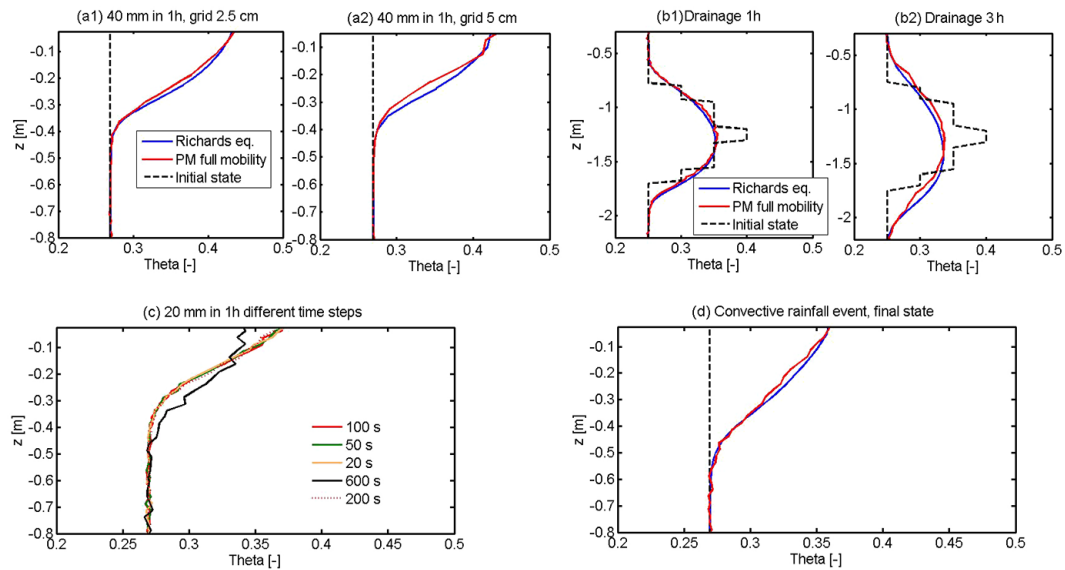 (a1) 40 mm in 1h, grid 2.5 cm
-0.1
-0.2
-0.3
-0.4
-0.5
-0.6
-0.7
-0.8
z [m]
Richards eq.
PM full mobility
Initial state
0.2
0.3
0.4
0.5
Theta [-]
(a2) 40 mm in 1h, grid 5 cm
-0.1
-0.2
-0.3
-0.4
-0.5
-0.6
-0.7
-0.8
0.2
0.3
0.4
0.5
Theta [-]
(b1)Drainage 1h
-0.5
-1
-1.5
-2
z [m]
Richards eq.
PM full mobility
Initial state
0.2
0.3
0.4
0.5
Theta [-]
(b2) Drainage 3 h
-0.5
-1
-1.5
-2
z [m]
0.2
0.3
0.4
0.5
Theta [-]
(c) 20 mm in 1h different time steps
-0.1
-0.2
-0.3
-0.4
-0.5
-0.6
-0.7
-0.8
z [m]
100 s
50 s
20 s
600 s
200 s
0.2
0.25
0.3
0.35
0.4
0.45
0.5
Theta [-]
(d) Convective rainfall event, final state
-0.1
-0.2
-0.3
-0.4
-0.5
-0.6
-0.7
-0.8
z [m]
0.2
0.25
0.3
0.35
0.4
0.45
0.5
Theta [-]